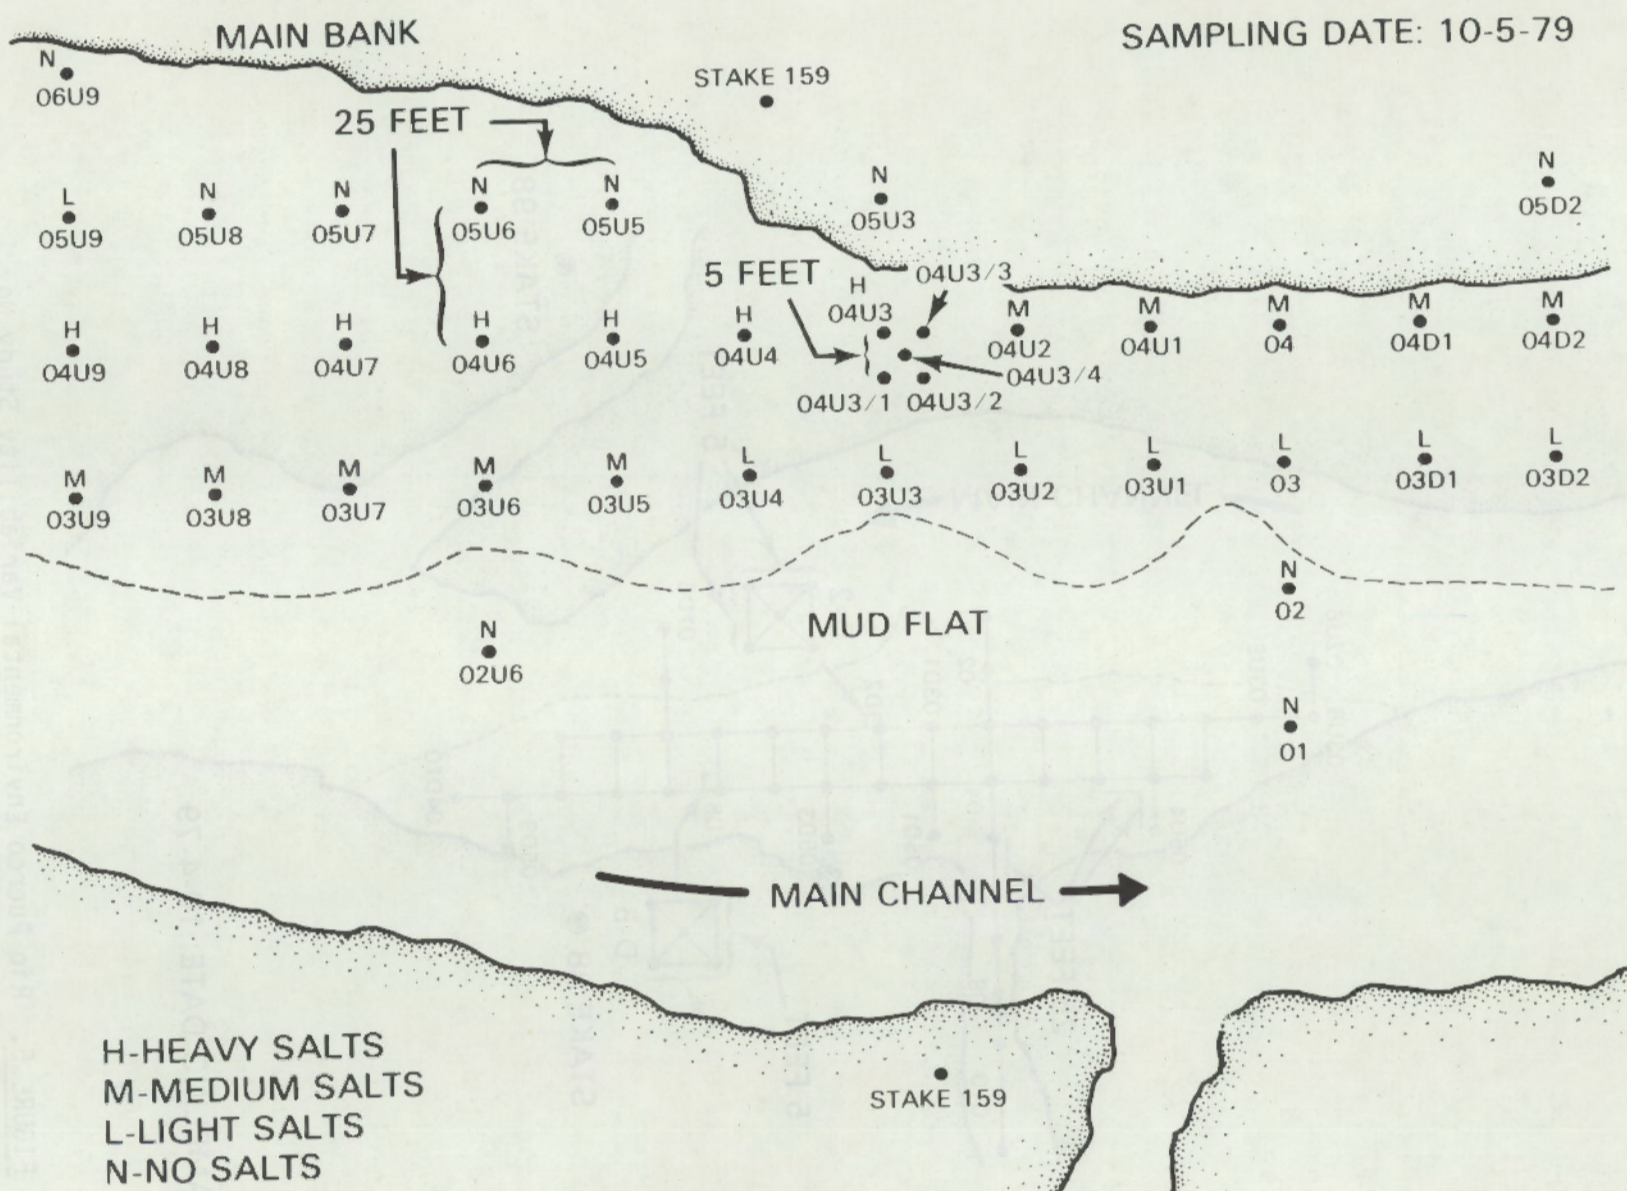 MAIN BANK
SAMPLING DATE: 10-5-79
N
06U9
STAKE 159
25 FEET
L
05U9
N
05U8
N
05U7
N
05U6
N
05U5
N
05U3
N
05D2
5 FEET
H
04U3
04U3/3
04U3/4
04U3/1
04U3/2
H
04U9
H
04U8
H
04U7
H
04U6
H
04U5
H
04U4
M
04U2
M
04U1
M
04
M
04D1
M
04D2
M
03U9
M
03U8
M
03U7
M
03U6
M
03U5
L
03U4
L
03U3
L
03U2
L
03U1
L
03
L
03D1
L
03D2
N
02
MUD FLAT
N
02U6
N
01
MAIN CHANNEL
H-HEAVY SALTS
M-MEDIUM SALTS
L-LIGHT SALTS
N-NO SALTS
STAKE 159